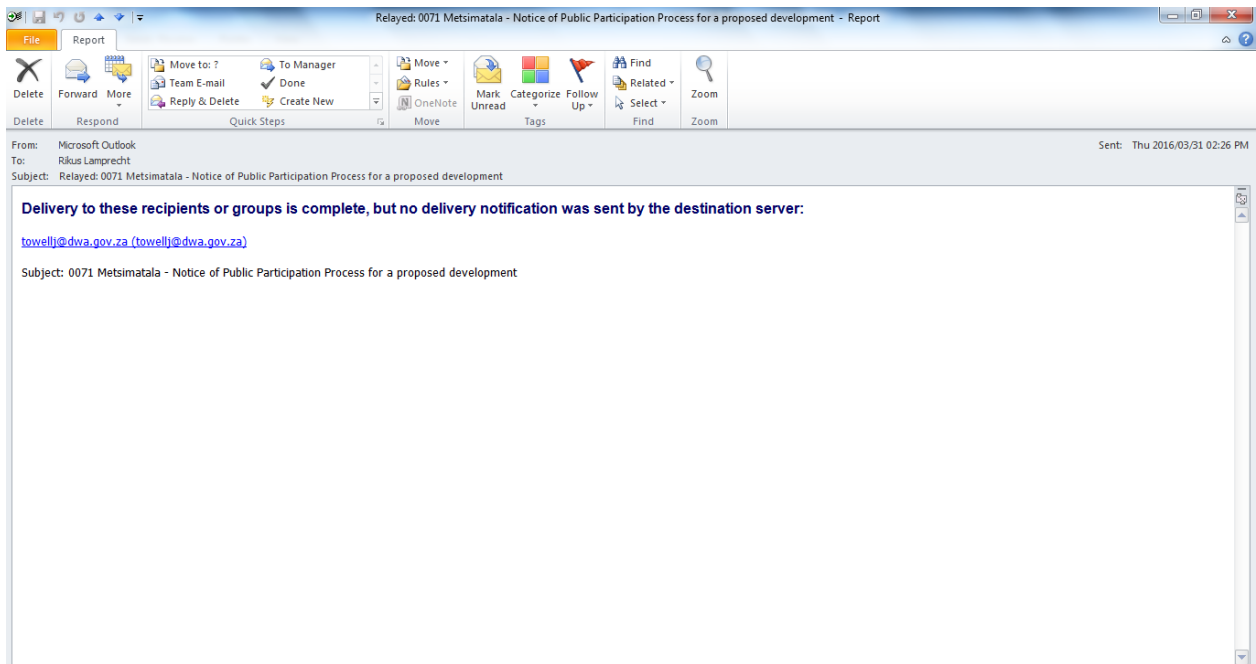 Relayed: 0071 Metsimatala - Notice of Public Participation Process for a proposed development - Report
File Report
Move to: ? To Manager Move Find
Team E-mail Done Rules Related
Delete Forward More Reply & Delete Create New OneNote Mark Unread Categorize Follow Up Select Zoom
Delete Respond Quick Steps Move Tags Find Zoom
From: Microsoft Outlook Sent: Thu 2016/03/31 02:26 PM
To: Rikus Lamprecht
Subject: Relayed: 0071 Metsimatala - Notice of Public Participation Process for a proposed development
Delivery to these recipients or groups is complete, but no delivery notification was sent by the destination server:
towellj@dwa.gov.za (towellj@dwa.gov.za)
Subject: 0071 Metsimatala - Notice of Public Participation Process for a proposed development